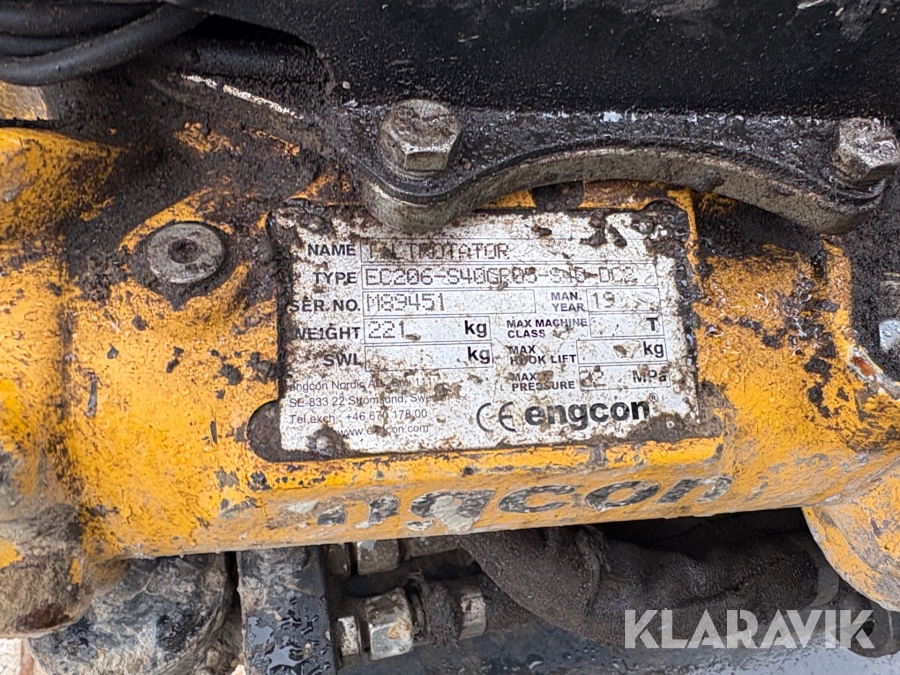 NAME TILTROTATOR
TYPE EC206-S40GR06-S40-DC2
SER. NO. M89451 MAN. YEAR 19
WEIGHT 221 kg MAX MACHINE CLASS T
SWL kg MAX HOOK LIFT kg
MAX PRESSURE MPa
engcon Nordic AB
SE-833 22 Strömsund,
Tel.exch.: +46 670 178 00
www.engcon.com
CE engcon®
engcon
KLARAVIK